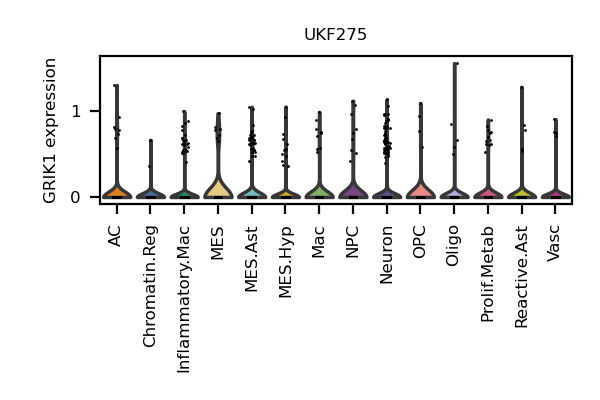 UKF275
GRIK1 expression
1
0
AC
Chromatin.Reg
Inflammatory.Mac
MES
MES.Ast
MES.Hyp
Mac
NPC
Neuron
OPC
Oligo
Prolif.Metab
Reactive.Ast
Vasc